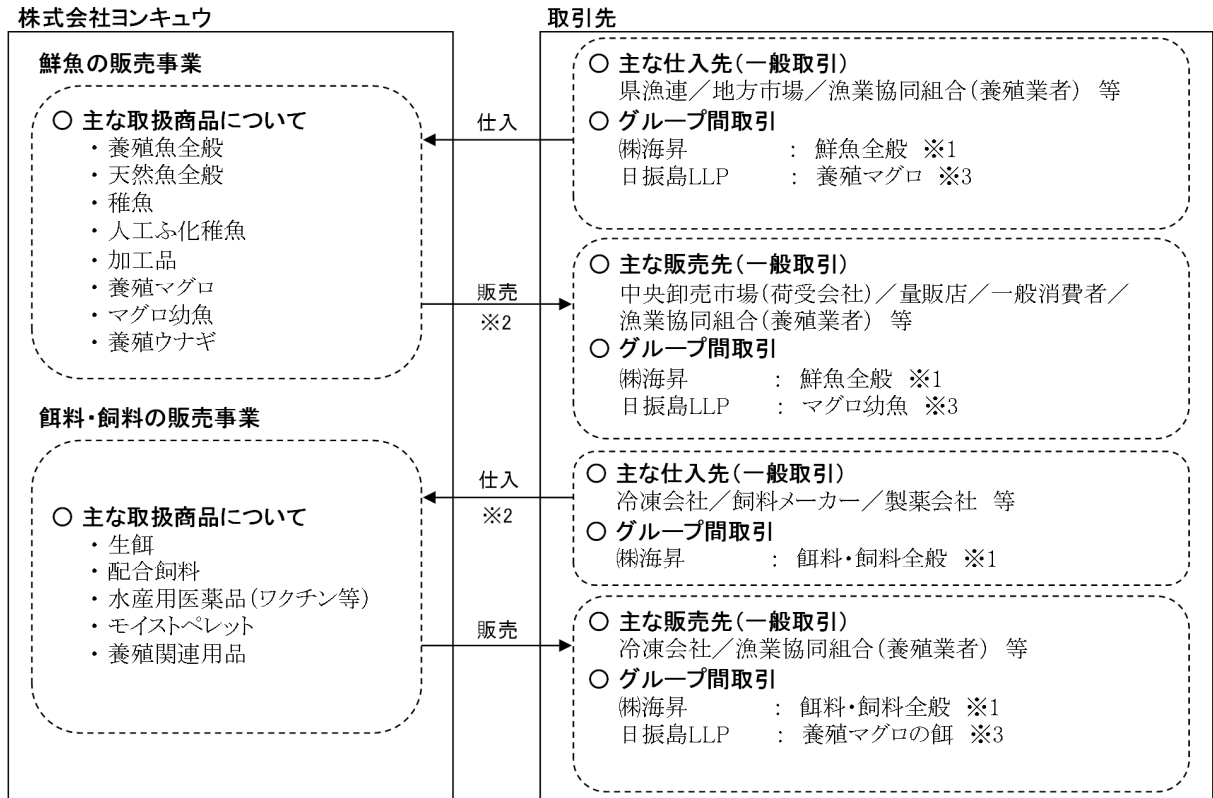 株式会社ヨンキュウ
鮮魚の販売事業
○ 主な取扱商品について
・ 養殖魚全般
・ 天然魚全般
・ 稚魚
・ 人工ふ化稚魚
・ 加工品
・ 養殖マグロ
・ マグロ幼魚
・ 養殖ウナギ
餌料・飼料の販売事業
○ 主な取扱商品について
・ 生餌
・ 配合飼料
・ 水産用医薬品(ワクチン等)
・ モイストペレット
・ 養殖関連用品
仕入
販売
※2
仕入
※2
販売
取引先
○ 主な仕入先(一般取引)
県漁連/地方市場/漁業協同組合(養殖業者) 等
○ グループ間取引
㈱海昇 : 鮮魚全般 ※1
日振島LLP : 養殖マグロ ※3
○ 主な販売先(一般取引)
中央卸売市場(荷受会社)/量販店/一般消費者/
漁業協同組合(養殖業者) 等
○ グループ間取引
㈱海昇 : 鮮魚全般 ※1
日振島LLP : マグロ幼魚 ※3
○ 主な仕入先(一般取引)
冷凍会社/飼料メーカー/製薬会社 等
○ グループ間取引
㈱海昇 : 餌料・飼料全般 ※1
○ 主な販売先(一般取引)
冷凍会社/漁業協同組合(養殖業者) 等
○ グループ間取引
㈱海昇 : 餌料・飼料全般 ※1
日振島LLP : 養殖マグロの餌 ※3